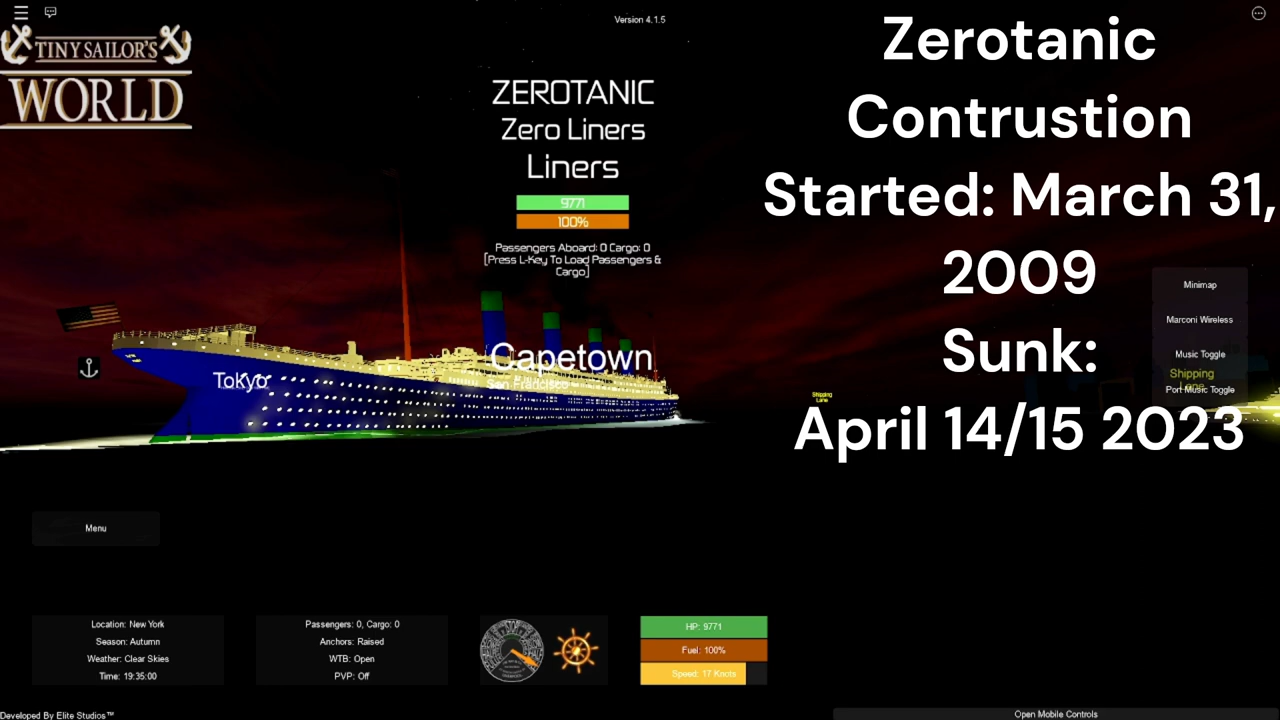 Version 4.1.5
TINY SAILOR'S
WORLD
ZEROTANIC
Zero Liners
Liners
9771
100%
Passengers Aboard: 0 Cargo: 0
[Press L-Key To Load Passengers &
Cargo]
Zerotanic
Contrustion
Started: March 31,
2009
Sunk:
April 14/15 2023
Capetown
San Francisco
Tokyo
Shipping
Lane
Minimap
Marconi Wireless
Music Toggle
Shipping
Lane
Port Music Toggle
Menu
Location: New York
Season: Autumn
Weather: Clear Skies
Time: 19:35:00
Passengers: 0, Cargo: 0
Anchors: Raised
WTB: Open
PVP: Off
HP: 9771
Fuel: 100%
Speed: 17 Knots
Developed By Elite Studios™
Open Mobile Controls